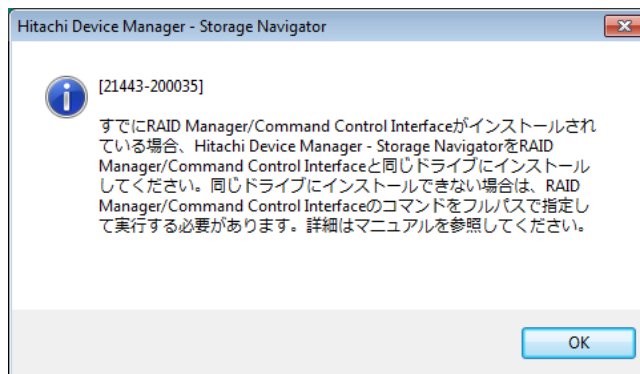 Hitachi Device Manager - Storage Navigator
[21443-200035]
すでにRAID Manager/Command Control Interfaceがインストールされ
ている場合、Hitachi Device Manager - Storage NavigatorをRAID
Manager/Command Control Interfaceと同じドライブにインストール
してください。同じドライブにインストールできない場合は、RAID
Manager/Command Control Interfaceのコマンドをフルパスで指定し
て実行する必要があります。詳細はマニュアルを参照してください。
OK